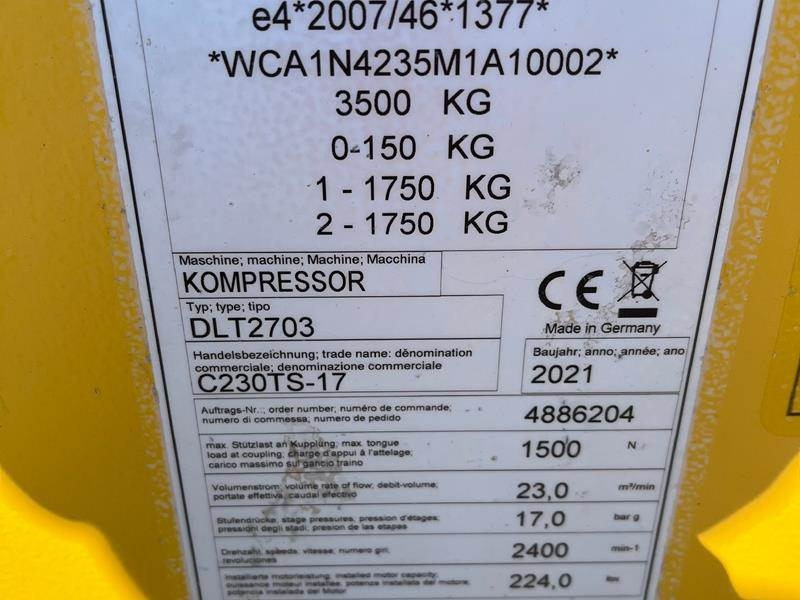 e4*2007/46*1377*
*WCA1N4235M1A10002*
3500 KG
0-150 KG
1 - 1750 KG
2 - 1750 KG
Maschine; machine; Machine; Macchina
KOMPRESSOR
Typ; type; tipo
DLT2703
Made in Germany
Handelsbezeichnung; trade name; dénomination
commerciale; denominazione commerciale
C230TS-17
Baujahr; anno; année; ano
2021
Auftrags-Nr.; order number; numéro de commande;
numero di commessa; numero de pedido
4886204
max. Stützlast an Kupplung; max. tongue
load at coupling; charge d'appui à l'attelage;
carico massimo sul gancio traino
1500 N
Volumenstrom; volume rate of flow; debit-volume;
portate effettiva; caudal efectivo
23,0 m³/min
Stufendrücke, stage pressures, pression d'étages;
pressioni degli stadi; presion de las etapas
17,0 bar g
Drehzahl, speeds, vitesse; numero giri;
revoluciones
2400 min-1
Installierte motorleistung; installed motor capacity;
puissance moteur installée; potenza installata del motore;
potencia instalada del Motor
224,0